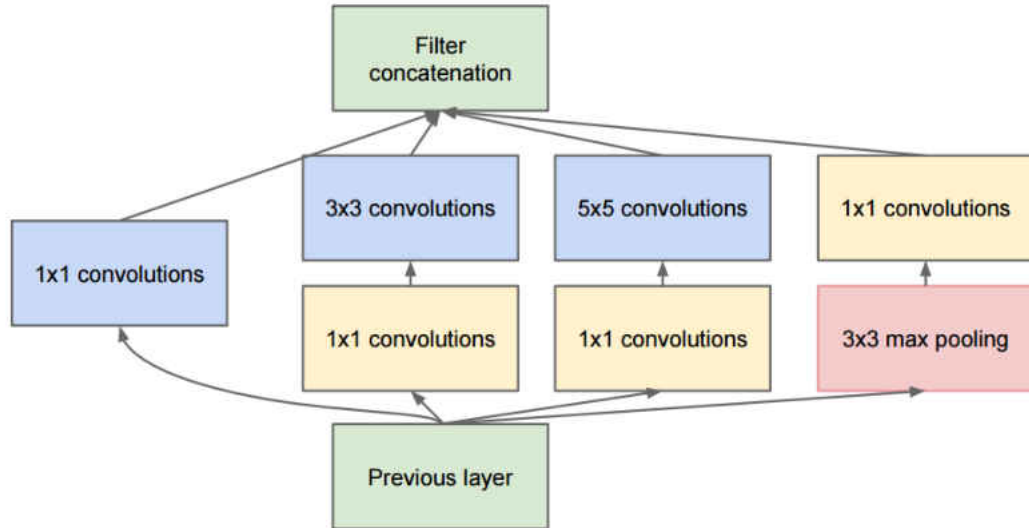 Filter
concatenation
3x3 convolutions
5x5 convolutions
1x1 convolutions
1x1 convolutions
1x1 convolutions
1x1 convolutions
3x3 max pooling
Previous layer